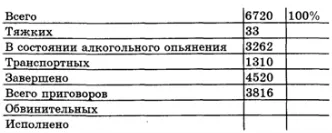 Всего 6720 100%
Тяжких 33
В состоянии алкогольного опьянения 3262
Транспортных 1310
Завершено 4520
Всего приговоров 3816
Обвинительных
Исполнено